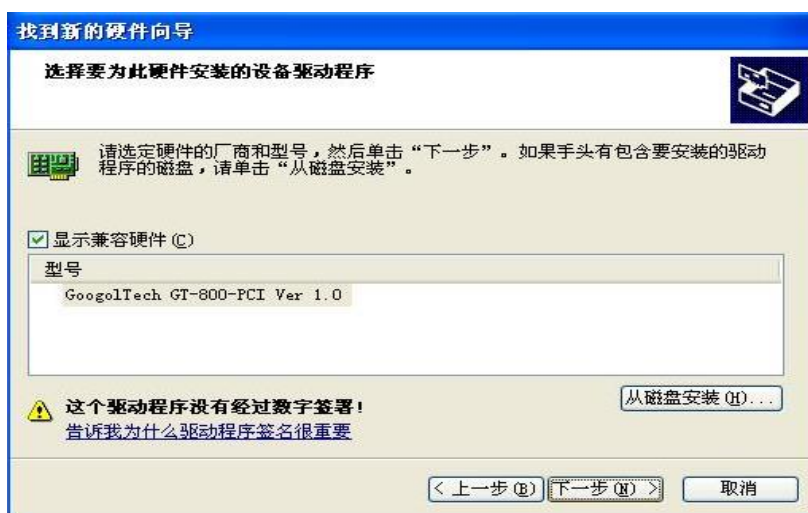 找到新的硬件向导
选择要为此硬件安装的设备驱动程序
请选定硬件的厂商和型号，然后单击“下一步”。如果手头有包含要安装的驱动
程序的磁盘，请单击“从磁盘安装”。
显示兼容硬件(C)
型号
GoogolTech GT-800-PCI Ver 1.0
这个驱动程序没有经过数字签署!
告诉我为什么驱动程序签名很重要
从磁盘安装(H)...
< 上一步(B) 下一步(N) > 取消